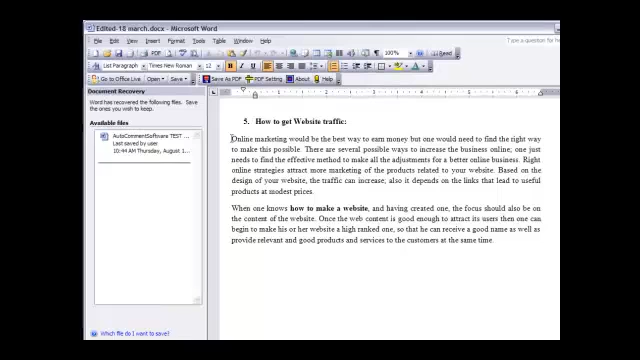 Edited-18 march.docx - Microsoft Word
File Edit View Insert Format Tools Table Window Help
Type a question for help
PDF 100% Read
List Paragraph Times New Roman 12 B I U
Go to Office Live Open Save Save As PDF PDF Setting About Help
Document Recovery
Word has recovered the following files. Save
the ones you wish to keep.
Available files
AutoCommentSoftware TEST ...
Last saved by user
10:44 AM Thursday, August 1...
Which file do I want to save?
5. How to get Website traffic:
Online marketing would be the best way to earn money but one would need to find the right way
to make this possible. There are several possible ways to increase the business online; one just
needs to find the effective method to make all the adjustments for a better online business. Right
online strategies attract more marketing of the products related to your website. Based on the
design of your website, the traffic can increase; also it depends on the links that lead to useful
products at modest prices.
When one knows how to make a website, and having created one, the focus should also be on
the content of the website. Once the web content is good enough to attract its users then one can
begin to make his or her website a high ranked one, so that he can receive a good name as well as
provide relevant and good products and services to the customers at the same time.